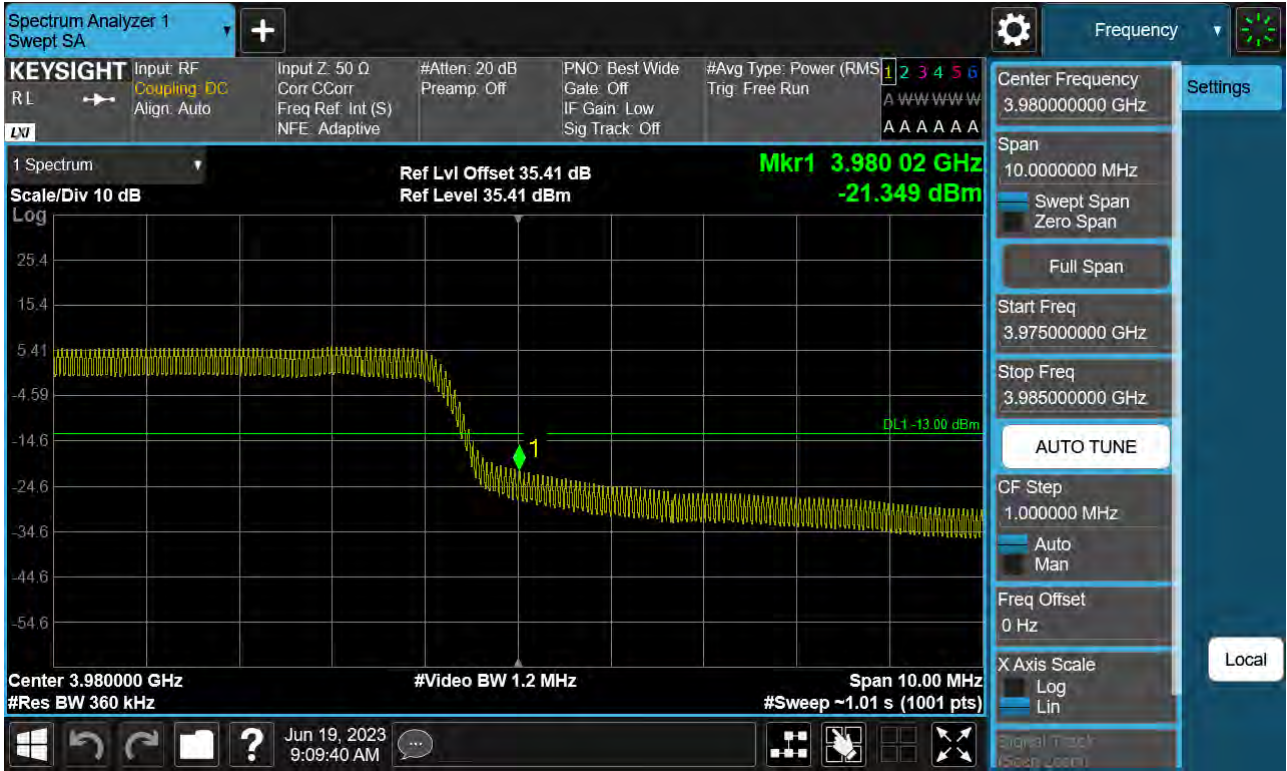 Spectrum Analyzer 1
Swept SA
+
Frequency
KEYSIGHT
RL
LXI
Input: RF
Coupling: DC
Align: Auto
Input Z: 50 Ω
Corr CCorr
Freq Ref: Int (S)
NFE: Adaptive
#Atten: 20 dB
Preamp: Off
PNO: Best Wide
Gate: Off
IF Gain: Low
Sig Track: Off
#Avg Type: Power (RMS
Trig: Free Run
1 2 3 4 5 6
A W W W W W
A A A A A A
1 Spectrum
Scale/Div 10 dB
Log
Ref Lvl Offset 35.41 dB
Ref Level 35.41 dBm
Mkr1 3.980 02 GHz
-21.349 dBm
25.4
15.4
5.41
-4.59
-14.6
-24.6
-34.6
-44.6
-54.6
DL1 -13.00 dBm
1
Center 3.980000 GHz
#Res BW 360 kHz
#Video BW 1.2 MHz
Span 10.00 MHz
#Sweep ~1.01 s (1001 pts)
Center Frequency
3.980000000 GHz
Settings
Span
10.0000000 MHz
Swept Span
Zero Span
Full Span
Start Freq
3.975000000 GHz
Stop Freq
3.985000000 GHz
AUTO TUNE
CF Step
1.000000 MHz
Auto
Man
Freq Offset
0 Hz
X Axis Scale
Log
Lin
Signal Track
(Span Zoom)
Local
?
Jun 19, 2023
9:09:40 AM